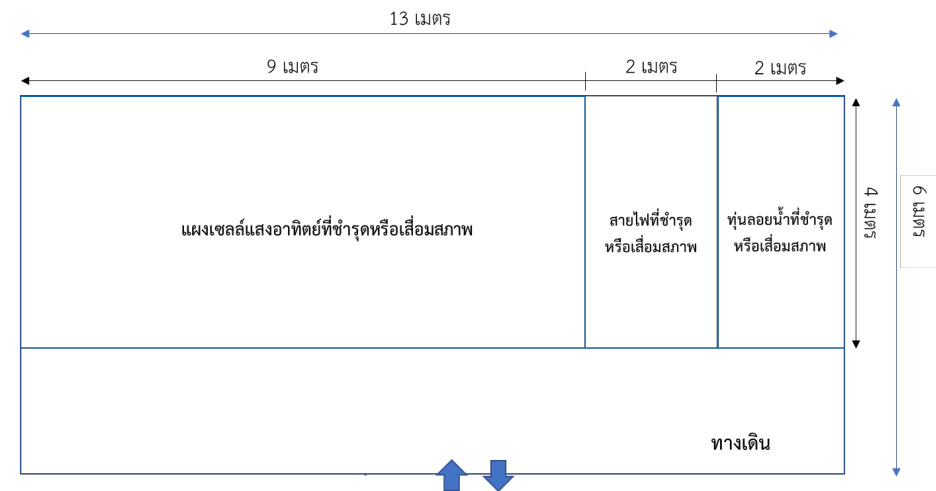 13 เมตร
9 เมตร
2 เมตร
2 เมตร
แผงเซลล์แสงอาทิตย์ที่ชำรุดหรือเสื่อมสภาพ
สายไฟที่ชำรุด
หรือเสื่อมสภาพ
ทุ่นลอยน้ำที่ชำรุด
หรือเสื่อมสภาพ
4 เมตร
6 เมตร
ทางเดิน